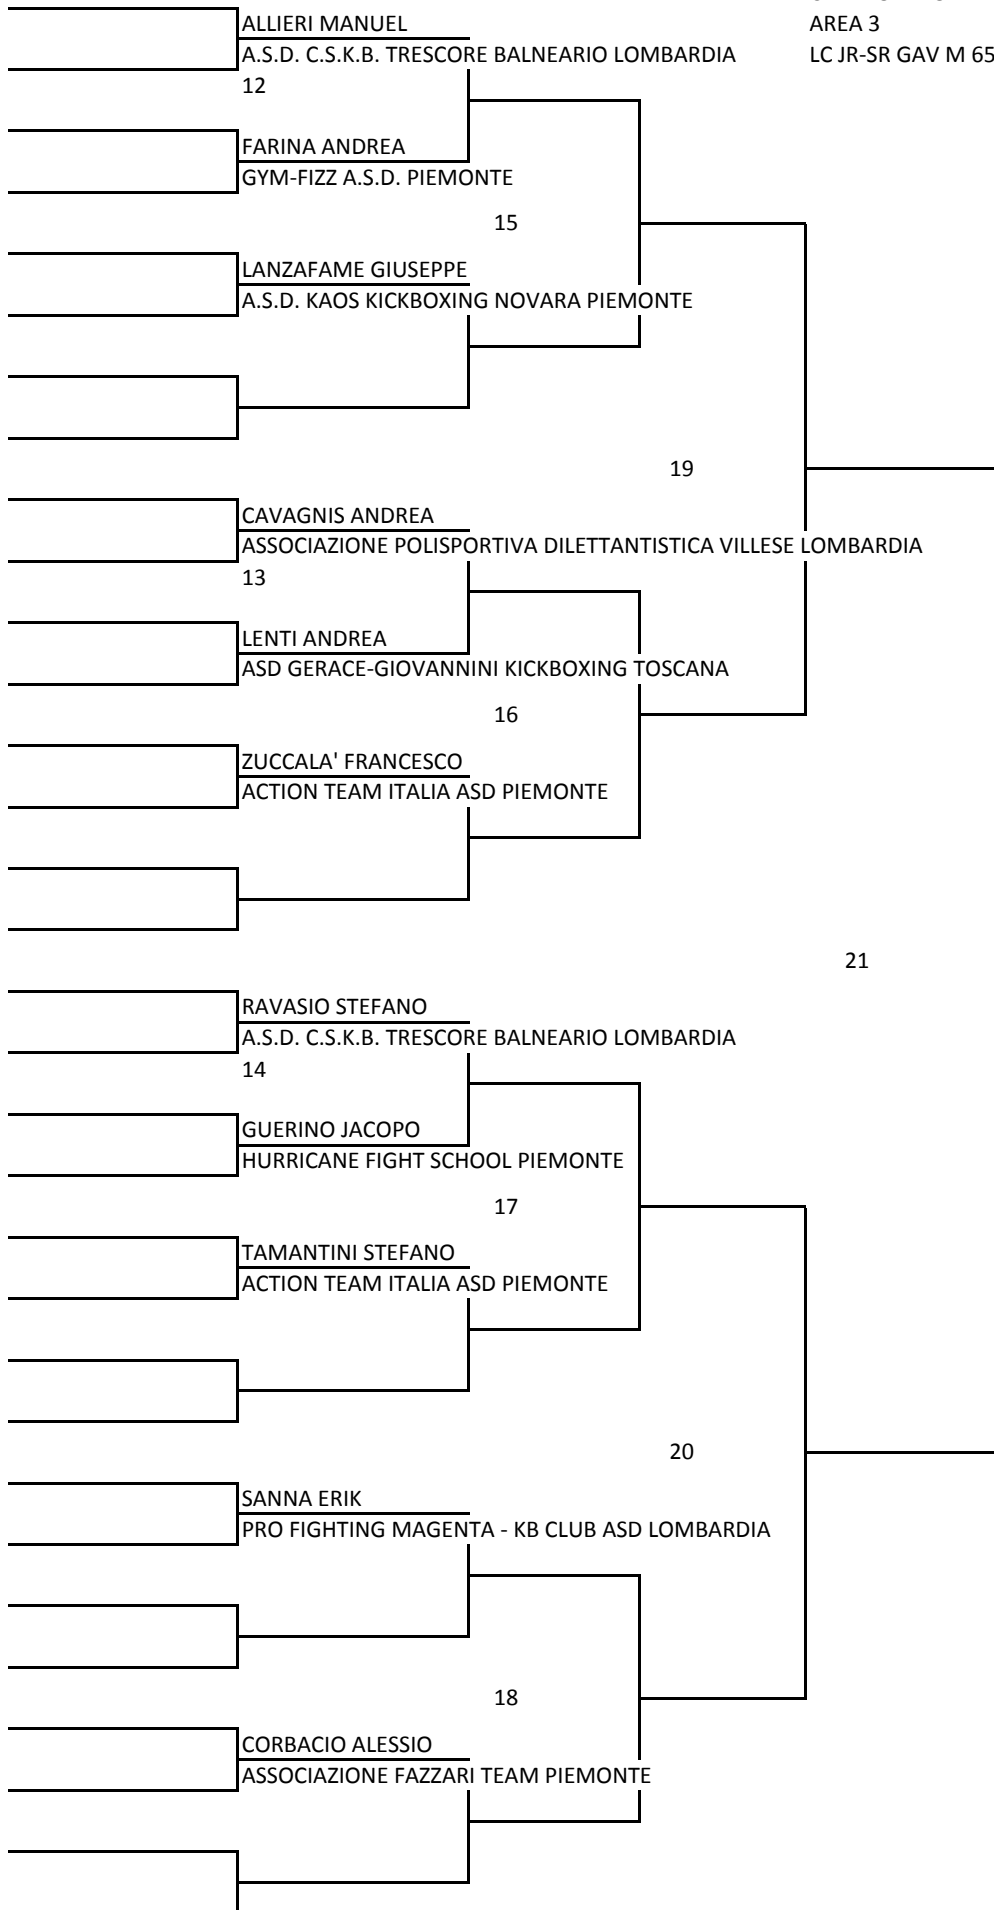 ALLIERI MANUEL
AREA 3
A.S.D. C.S.K.B. TRESCORE BALNEARIO LOMBARDIA
LC JR-SR GAV M 65
12
FARINA ANDREA
GYM-FIZZ A.S.D. PIEMONTE
15
LANZAFAME GIUSEPPE
A.S.D. KAOS KICKBOXING NOVARA PIEMONTE
19
CAVAGNIS ANDREA
ASSOCIAZIONE POLISPORTIVA DILETTANTISTICA VILLESE LOMBARDIA
13
LENTI ANDREA
ASD GERACE-GIOVANNINI KICKBOXING TOSCANA
16
ZUCCALA' FRANCESCO
ACTION TEAM ITALIA ASD PIEMONTE
21
RAVASIO STEFANO
A.S.D. C.S.K.B. TRESCORE BALNEARIO LOMBARDIA
14
GUERINO JACOPO
HURRICANE FIGHT SCHOOL PIEMONTE
17
TAMANTINI STEFANO
ACTION TEAM ITALIA ASD PIEMONTE
20
SANNA ERIK
PRO FIGHTING MAGENTA - KB CLUB ASD LOMBARDIA
18
CORBACIO ALESSIO
ASSOCIAZIONE FAZZARI TEAM PIEMONTE